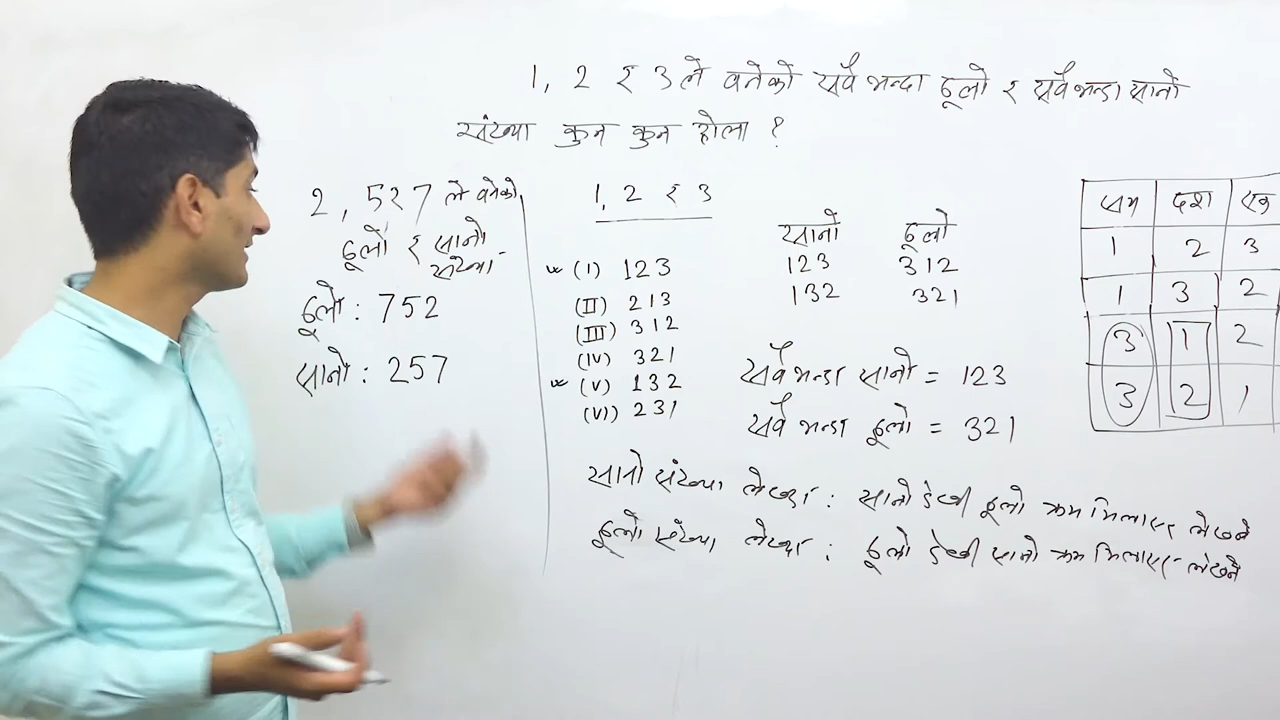 1, 2 र 3 ले बनेको सबै भन्दा ठूलो र सबै भन्दा सानो
संख्या कुन कुन होला ?
2, 5 र 7 ले बनेको
ठूलो र सानो
संख्या
ठूलो : 752
सानो : 257
1, 2 र 3
(I) 123
(II) 213
(III) 312
(IV) 321
(V) 132
(VI) 231
सानो ठूलो
123 312
132 321
सबै भन्दा सानो = 123
सबै भन्दा ठूलो = 321
सानो संख्या लेख्दा : सानो देखी ठूलो क्रम मिलाएर लेख्ने
ठूलो संख्या लेख्दा : ठूलो देखी सानो क्रम मिलाएर लेख्ने
सय दश एक
1 2 3
1 3 2
3 1 2
3 2 1